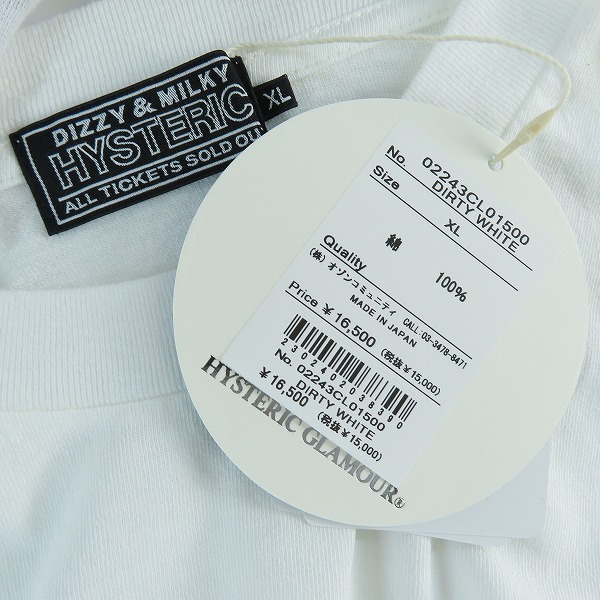 DIZZY & MILKY
HYSTERIC
ALL TICKETS SOLD OU
XL
No. 02243CL01500
DIRTY WHITE
Size XL
綿 100%
Quality
(株) オゾンコミュニティ CALL:03-3478-8471
MADE IN JAPAN
Price ¥16,500 (税抜¥15,000)
2302402038390
No. 02243CL01500
DIRTY WHITE
¥16,500 (税抜¥15,000)
HYSTERIC GLAMOUR®